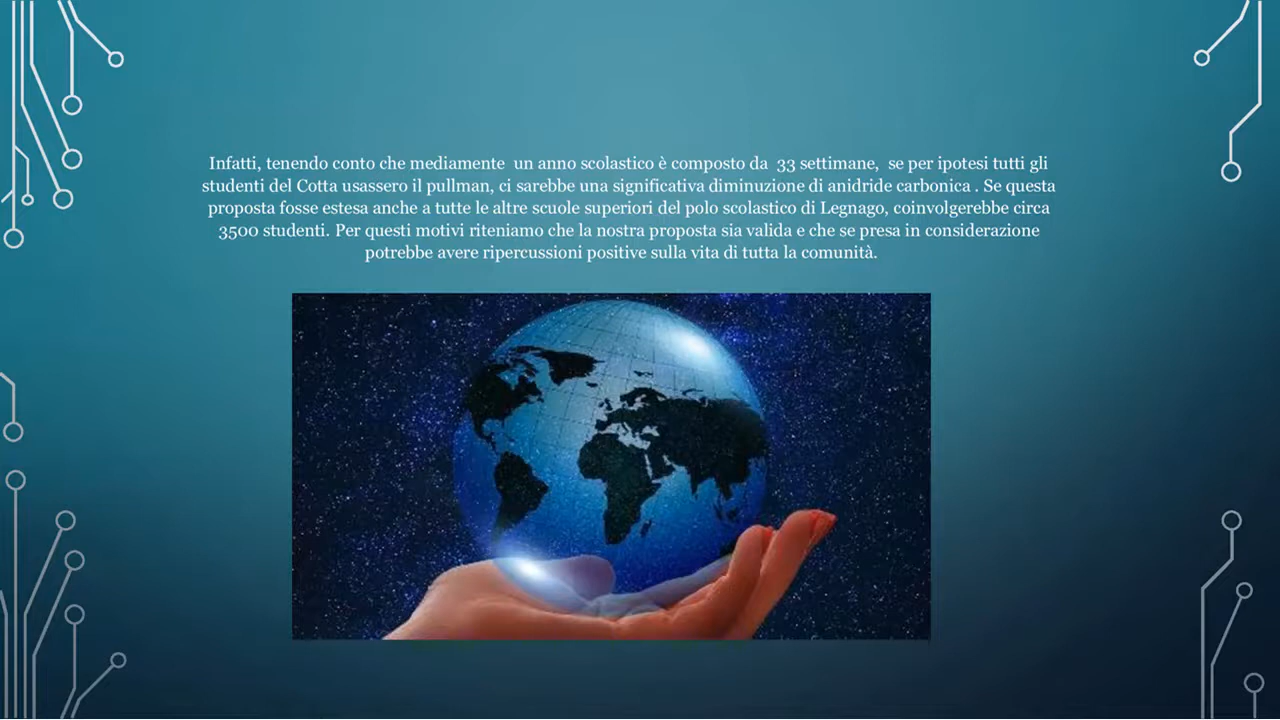 Infatti, tenendo conto che mediamente  un anno scolastico è composto da  33 settimane,  se per ipotesi tutti gli
studenti del Cotta usassero il pullman, ci sarebbe una significativa diminuzione di anidride carbonica . Se questa
proposta fosse estesa anche a tutte le altre scuole superiori del polo scolastico di Legnago, coinvolgerebbe circa
3500 studenti. Per questi motivi riteniamo che la nostra proposta sia valida e che se presa in considerazione
potrebbe avere ripercussioni positive sulla vita di tutta la comunità.